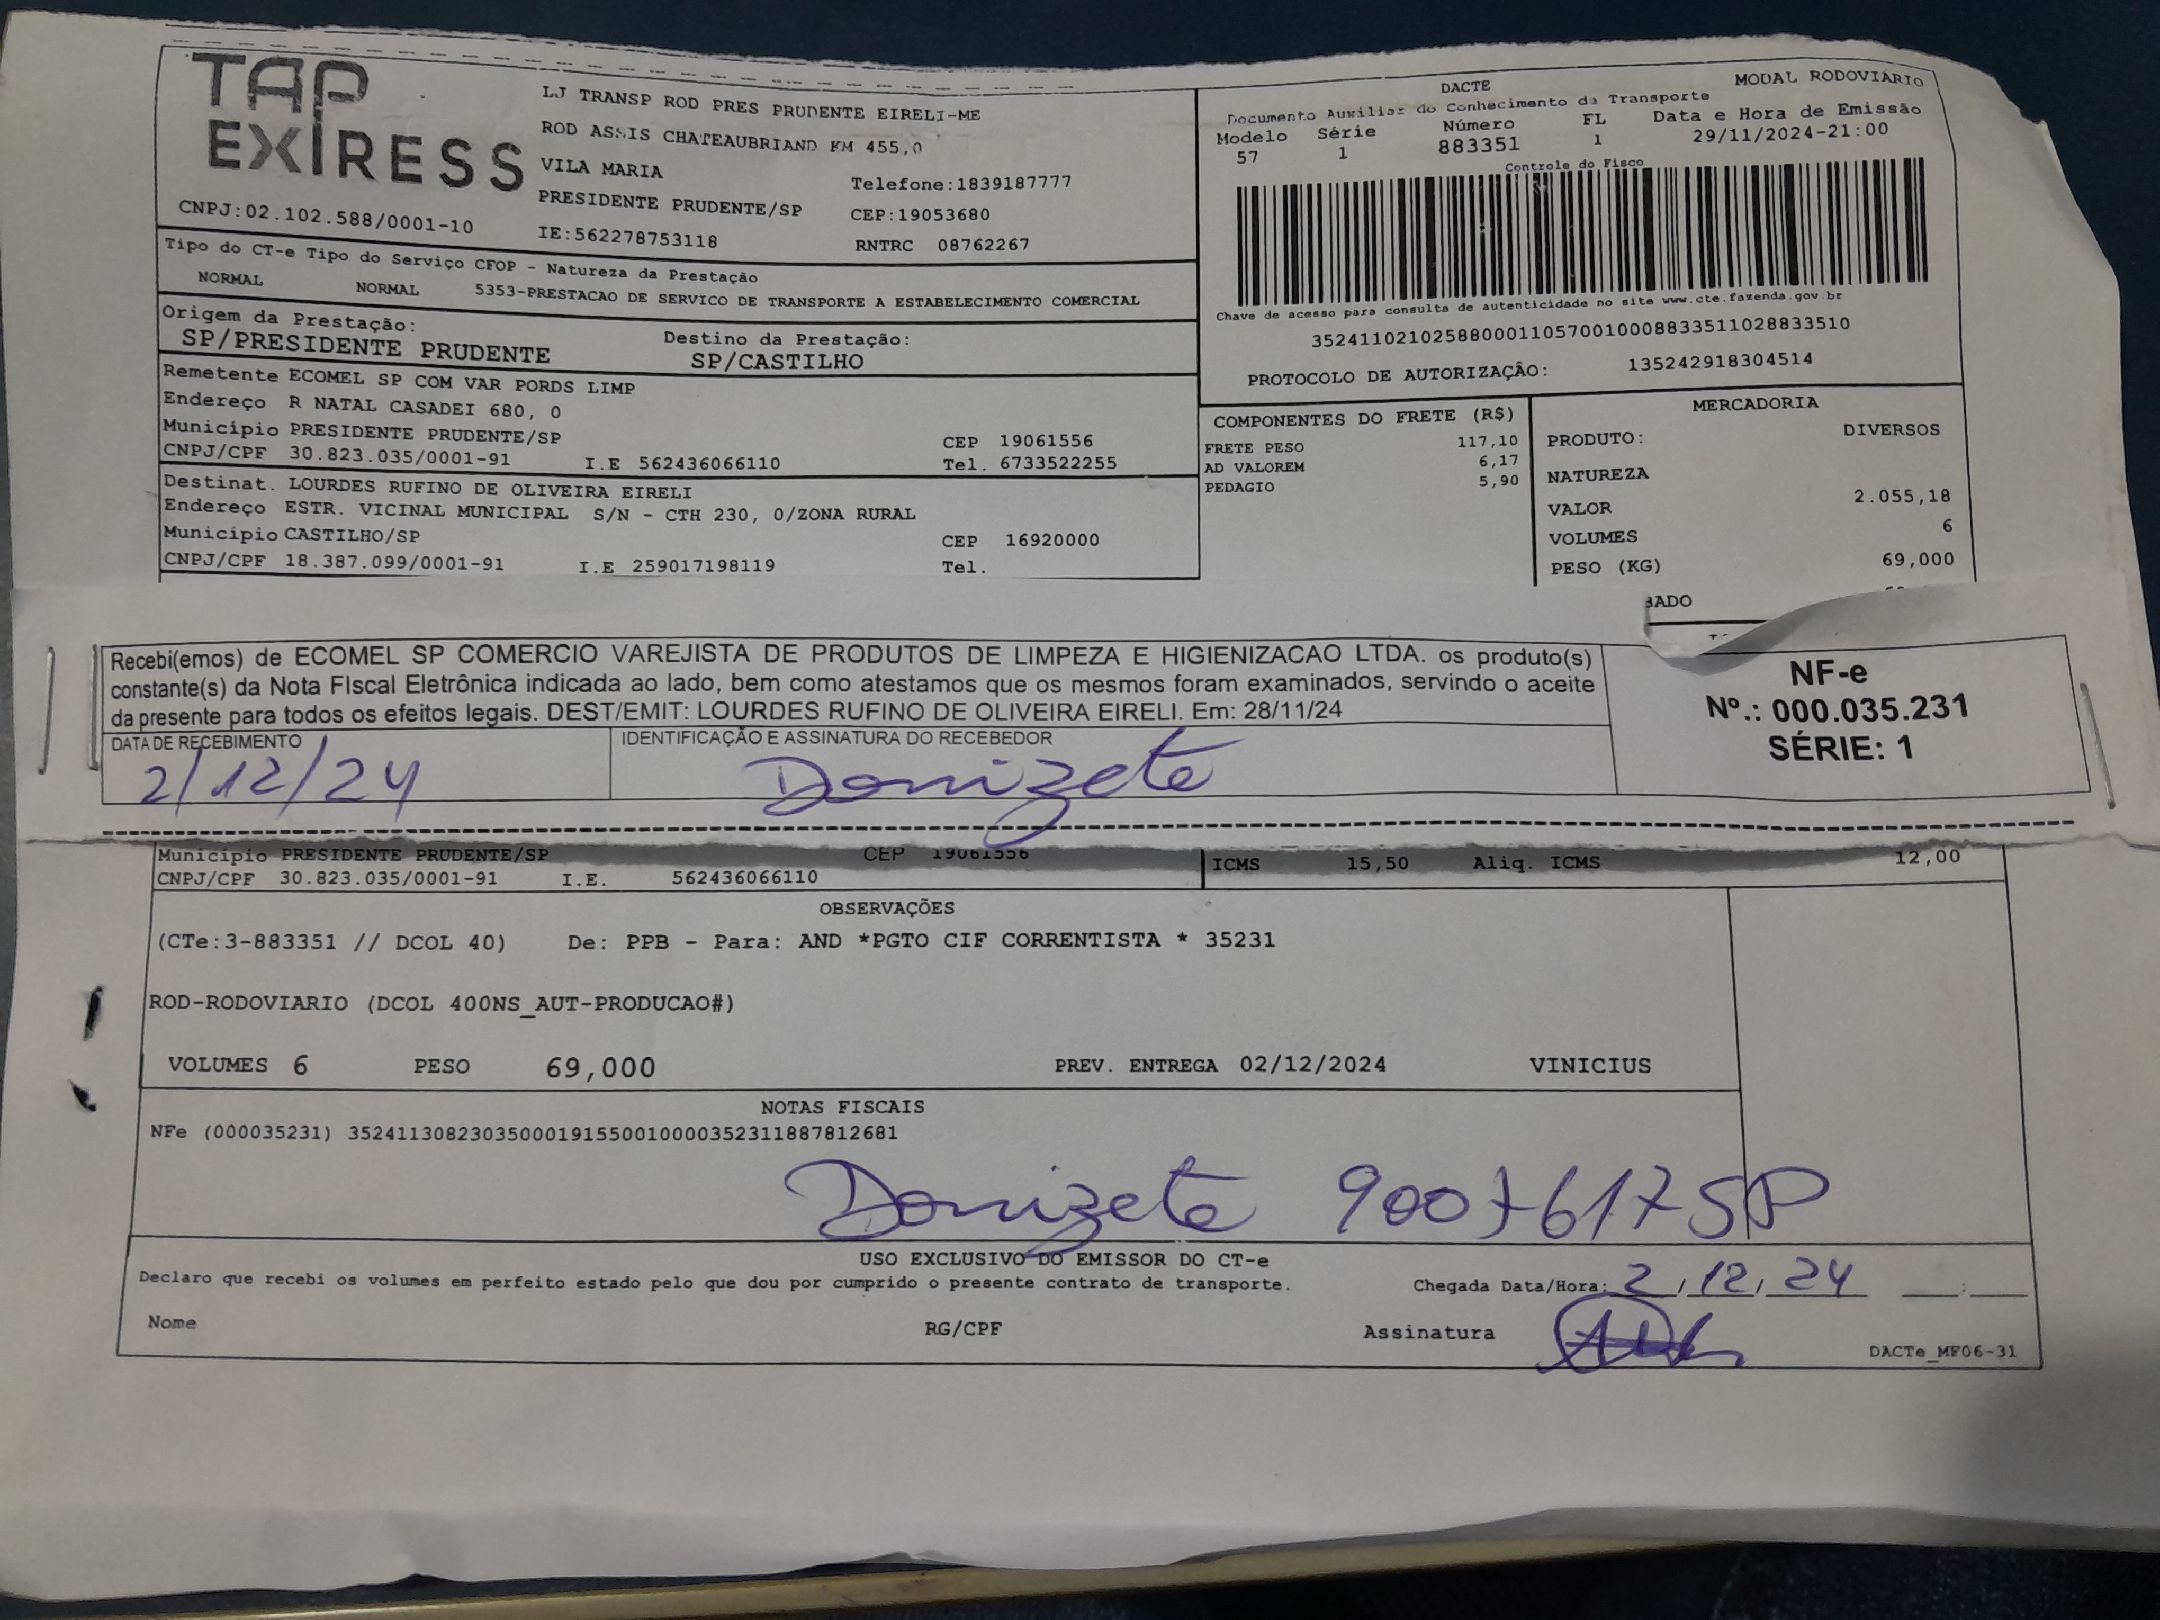 TAP
EXPRESS
LJ TRANSP ROD PRES PRUDENTE EIRELI-ME
ROD ASSIS CHATEAUBRIAND KM 455,0
VILA MARIA
Telefone:1839187777
PRESIDENTE PRUDENTE/SP CEP:19053680
CNPJ:02.102.588/0001-10 IE:562278753118 RNTRC 08762267
DACTE MODAL RODOVIÁRIO
Documento Auxiliar do Conhecimento de Transporte
Modelo Série Número FL Data e Hora de Emissão
57 1 883351 1 29/11/2024-21:00
Controle do Fisco
Chave de acesso para consulta de autenticidade no site www.cte.fazenda.gov.br
35241102102588000110570010008833511028833510
PROTOCOLO DE AUTORIZAÇÃO: 135242918304514
Tipo do CT-e Tipo do Serviço CFOP - Natureza da Prestação
NORMAL NORMAL 5353-PRESTACAO DE SERVICO DE TRANSPORTE A ESTABELECIMENTO COMERCIAL
Origem da Prestação: Destino da Prestação:
SP/PRESIDENTE PRUDENTE SP/CASTILHO
Remetente ECOMEL SP COM VAR PORDS LIMP
Endereço R NATAL CASADEI 680, 0
Município PRESIDENTE PRUDENTE/SP CEP 19061556
CNPJ/CPF 30.823.035/0001-91 I.E 562436066110 Tel. 6733522255
Destinat. LOURDES RUFINO DE OLIVEIRA EIRELI
Endereço ESTR. VICINAL MUNICIPAL S/N - CTH 230, 0/ZONA RURAL
Município CASTILHO/SP CEP 16920000
CNPJ/CPF 18.387.099/0001-91 I.E 259017198119 Tel.
COMPONENTES DO FRETE (R$)
FRETE PESO 117,10
AD VALOREM 6,17
PEDAGIO 5,90
MERCADORIA
PRODUTO: DIVERSOS
NATUREZA
VALOR 2.055,18
VOLUMES 6
PESO (KG) 69,000
BADO
Recebi(emos) de ECOMEL SP COMERCIO VAREJISTA DE PRODUTOS DE LIMPEZA E HIGIENIZACAO LTDA. os produto(s)
constante(s) da Nota FIscal Eletrônica indicada ao lado, bem como atestamos que os mesmos foram examinados, servindo o aceite
da presente para todos os efeitos legais. DEST/EMIT: LOURDES RUFINO DE OLIVEIRA EIRELI. Em: 28/11/24
DATA DE RECEBIMENTO IDENTIFICAÇÃO E ASSINATURA DO RECEBEDOR
2/12/24 Donizete
NF-e
Nº.: 000.035.231
SÉRIE: 1
Município PRESIDENTE PRUDENTE/SP CEP 19061556
CNPJ/CPF 30.823.035/0001-91 I.E. 562436066110
ICMS 15,50 Aliq. ICMS 12,00
OBSERVAÇÕES
(CTe:3-883351 // DCOL 40) De: PPB - Para: AND *PGTO CIF CORRENTISTA * 35231
ROD-RODOVIARIO (DCOL 400NS_AUT-PRODUCAO#)
VOLUMES 6 PESO 69,000 PREV. ENTREGA 02/12/2024 VINICIUS
NOTAS FISCAIS
NFe (000035231) 35241130823035000191550010000352311887812681
Donizete 9007617 SP
USO EXCLUSIVO DO EMISSOR DO CT-e
Declaro que recebi os volumes em perfeito estado pelo que dou por cumprido o presente contrato de transporte. Chegada Data/Hora: 2/12/24 :
Nome RG/CPF Assinatura
DACTe_MF06-31